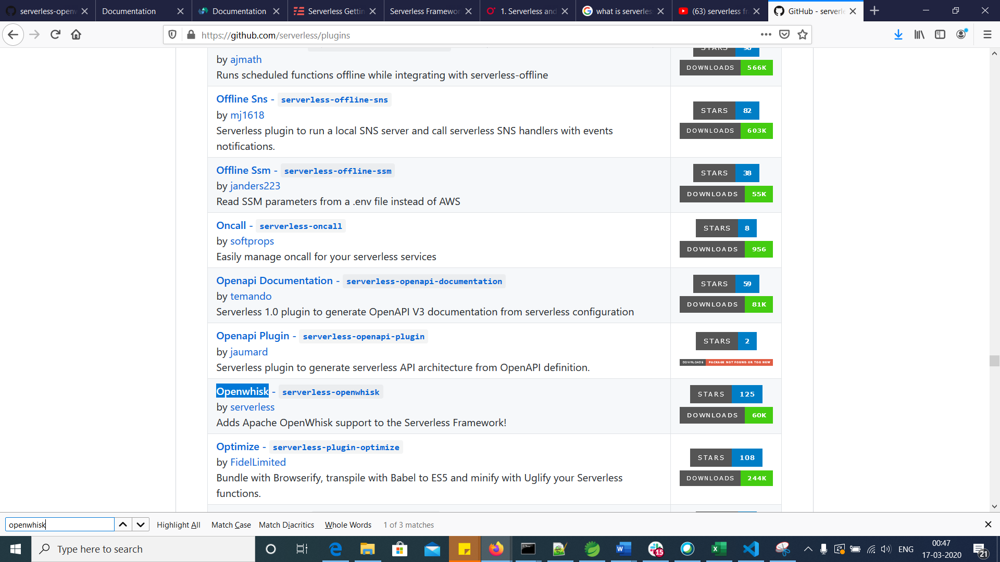 serverless-openw
Documentation
Documentation
Serverless Gettin
Serverless Framewor
1. Serverless and
what is serverless
(63) serverless fr
GitHub - serverle
https://github.com/serverless/plugins
STARS 90
by ajmath
Runs scheduled functions offline while integrating with serverless-offline
DOWNLOADS 566K
Offline Sns - serverless-offline-sns
by mj1618
Serverless plugin to run a local SNS server and call serverless SNS handlers with events
notifications.
STARS 82
DOWNLOADS 603K
Offline Ssm - serverless-offline-ssm
by janders223
Read SSM parameters from a .env file instead of AWS
STARS 38
DOWNLOADS 55K
Oncall - serverless-oncall
by softprops
Easily manage oncall for your serverless services
STARS 8
DOWNLOADS 956
Openapi Documentation - serverless-openapi-documentation
by temando
Serverless 1.0 plugin to generate OpenAPI V3 documentation from serverless configuration
STARS 59
DOWNLOADS 81K
Openapi Plugin - serverless-openapi-plugin
by jaumard
Serverless plugin to generate serverless API architecture from OpenAPI definition.
STARS 2
DOWNLOADS PACKAGE NOT FOUND OR TOO NEW
Openwhisk - serverless-openwhisk
by serverless
Adds Apache OpenWhisk support to the Serverless Framework!
STARS 125
DOWNLOADS 60K
Optimize - serverless-plugin-optimize
by FidelLimited
Bundle with Browserify, transpile with Babel to ES5 and minify with Uglify your Serverless
functions.
STARS 108
DOWNLOADS 244K
openwhisk
Highlight All
Match Case
Match Diacritics
Whole Words
1 of 3 matches
Type here to search
15
ENG
00:47
17-03-2020
21